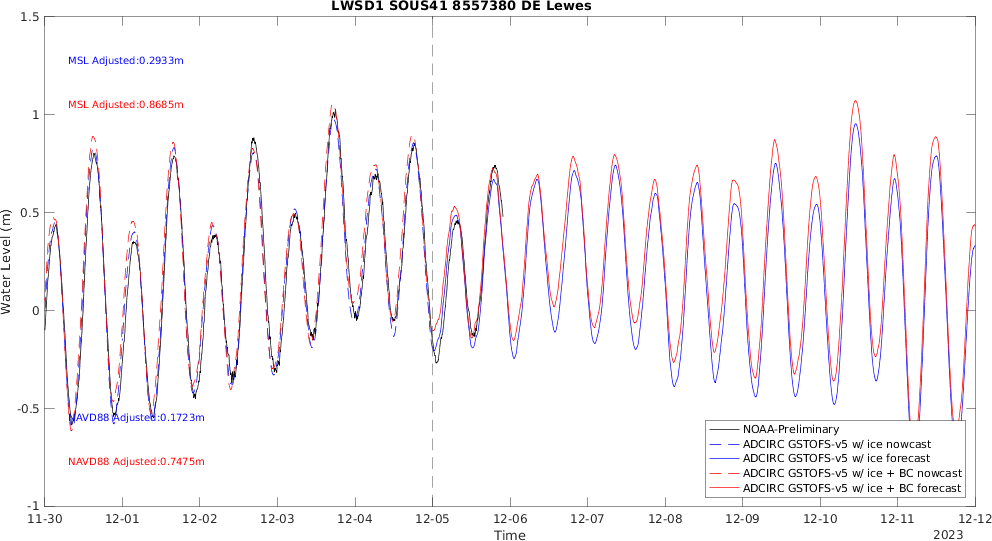 LWSD1 SOUS41 8557380 DE Lewes
1.5
1
0.5
0
-0.5
-1
Water Level (m)
MSL Adjusted:0.2933m
MSL Adjusted:0.8685m
NAVD88 Adjusted:0.1723m
NAVD88 Adjusted:0.7475m
NOAA-Preliminary
ADCIRC GSTOFS-v5 w/ ice nowcast
ADCIRC GSTOFS-v5 w/ ice forecast
ADCIRC GSTOFS-v5 w/ ice + BC nowcast
ADCIRC GSTOFS-v5 w/ ice + BC forecast
11-30 12-01 12-02 12-03 12-04 12-05 12-06 12-07 12-08 12-09 12-10 12-11 12-12
Time
2023